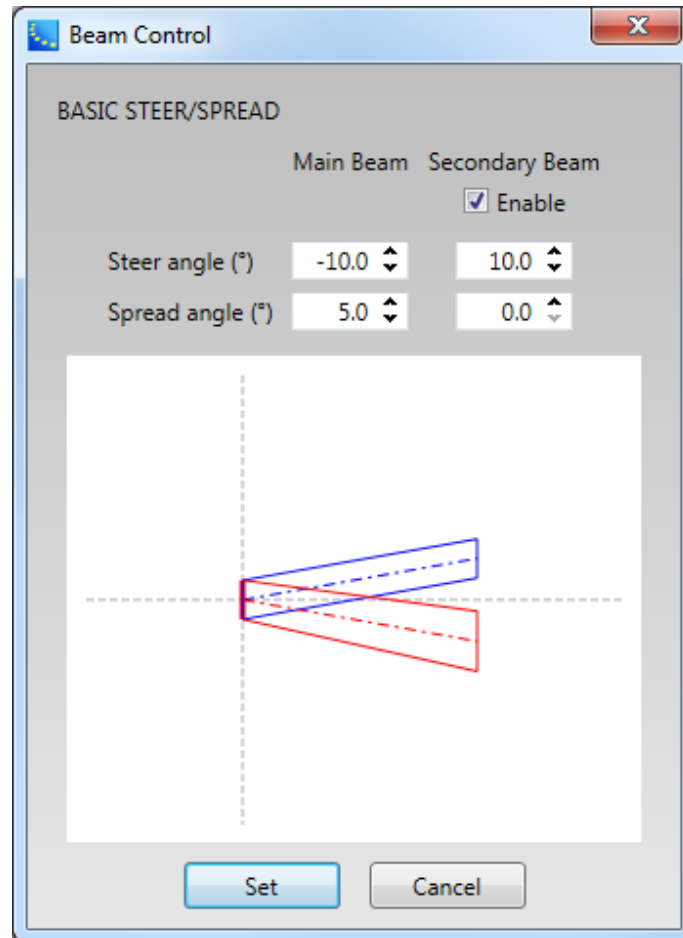 Beam Control
BASIC STEER/SPREAD
Main Beam Secondary Beam
Enable
Steer angle (°) -10.0 10.0
Spread angle (°) 5.0 0.0
Set Cancel